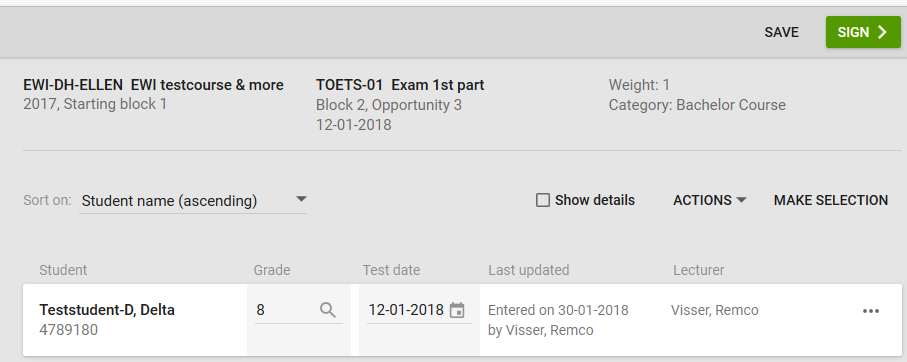 SAVE
SIGN
EWI-DH-ELLEN EWI testcourse & more
2017, Starting block 1
TOETS-01 Exam 1st part
Block 2, Opportunity 3
12-01-2018
Weight: 1
Category: Bachelor Course
Sort on: Student name (ascending)
Show details
ACTIONS
MAKE SELECTION
Student
Grade
Test date
Last updated
Lecturer
Teststudent-D, Delta
4789180
8
12-01-2018
Entered on 30-01-2018
by Visser, Remco
Visser, Remco